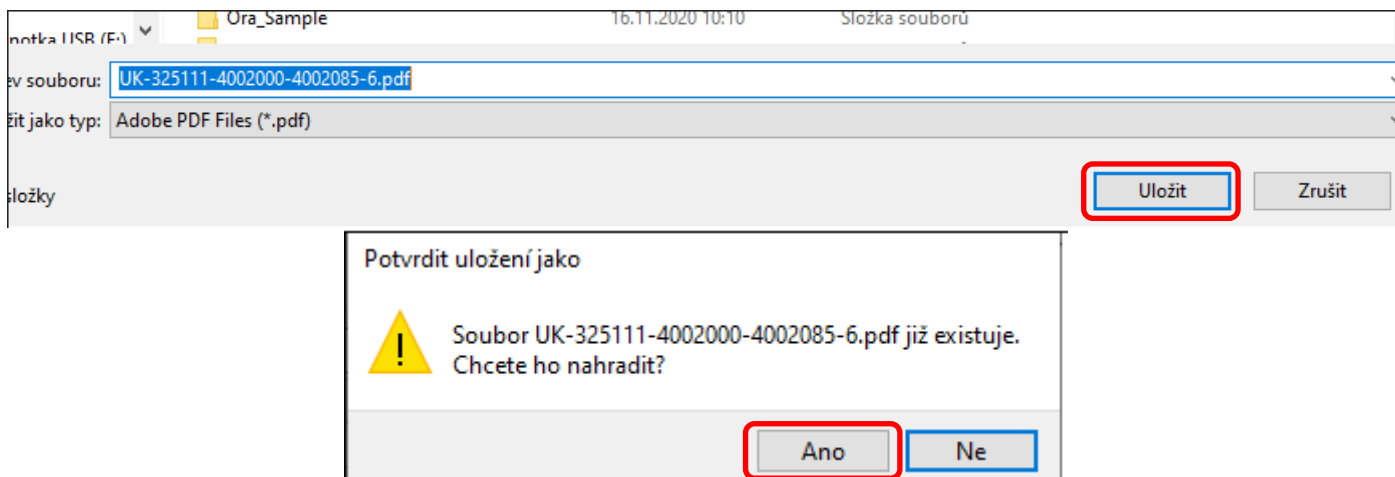 Ora_Sample 16.11.2020 10:10 Složka souborů
notka USB (F:)
ev souboru: UK-325111-4002000-4002085-6.pdf
žit jako typ: Adobe PDF Files (*.pdf)
složky Uložit Zrušit
Potvrdit uložení jako
Soubor UK-325111-4002000-4002085-6.pdf již existuje.
Chcete ho nahradit?
Ano Ne